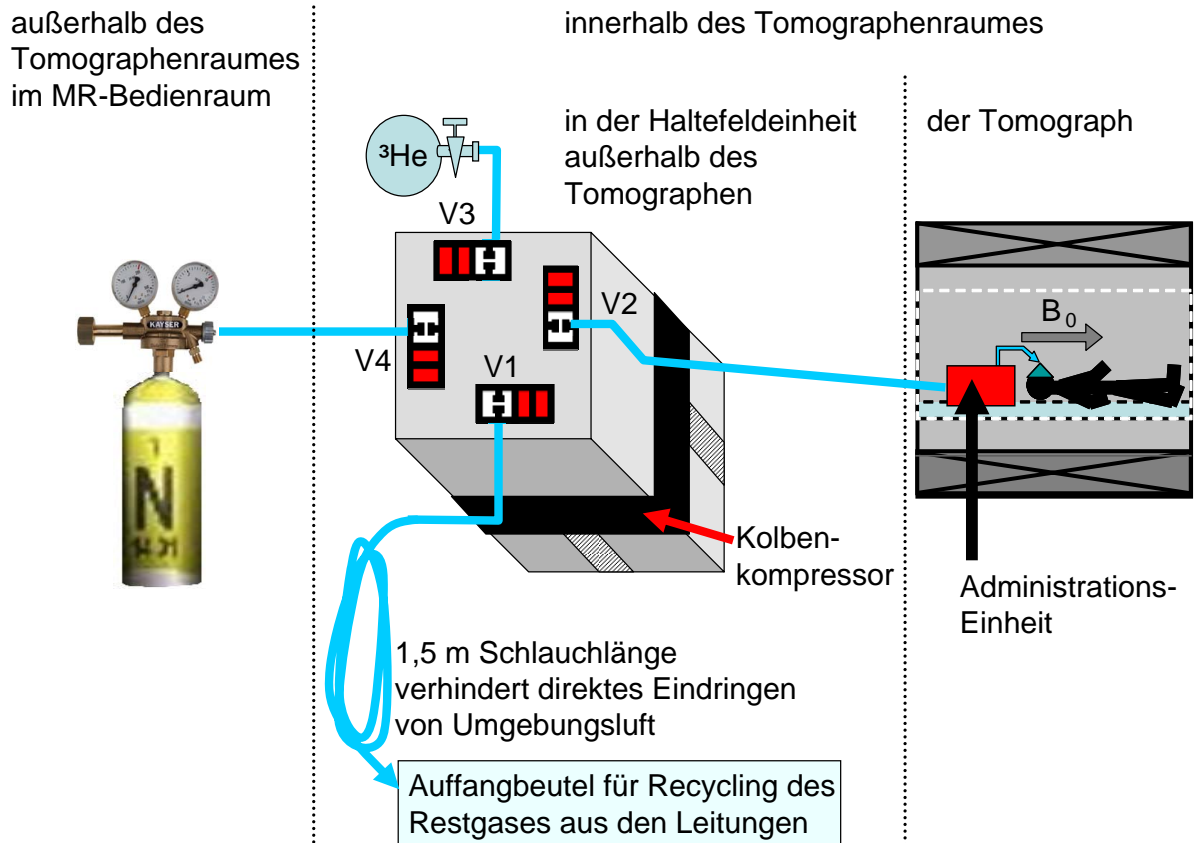 außerhalb des
Tomographenraumes
im MR-Bedienraum
innerhalb des Tomographenraumes
in der Haltefeldeinheit
außerhalb des
Tomographen
der Tomograph
³He
V3
V2
V4
V1
KAYSER
N
B₀
Kolben-
kompressor
Administrations-
Einheit
1,5 m Schlauchlänge
verhindert direktes Eindringen
von Umgebungsluft
Auffangbeutel für Recycling des
Restgases aus den Leitungen